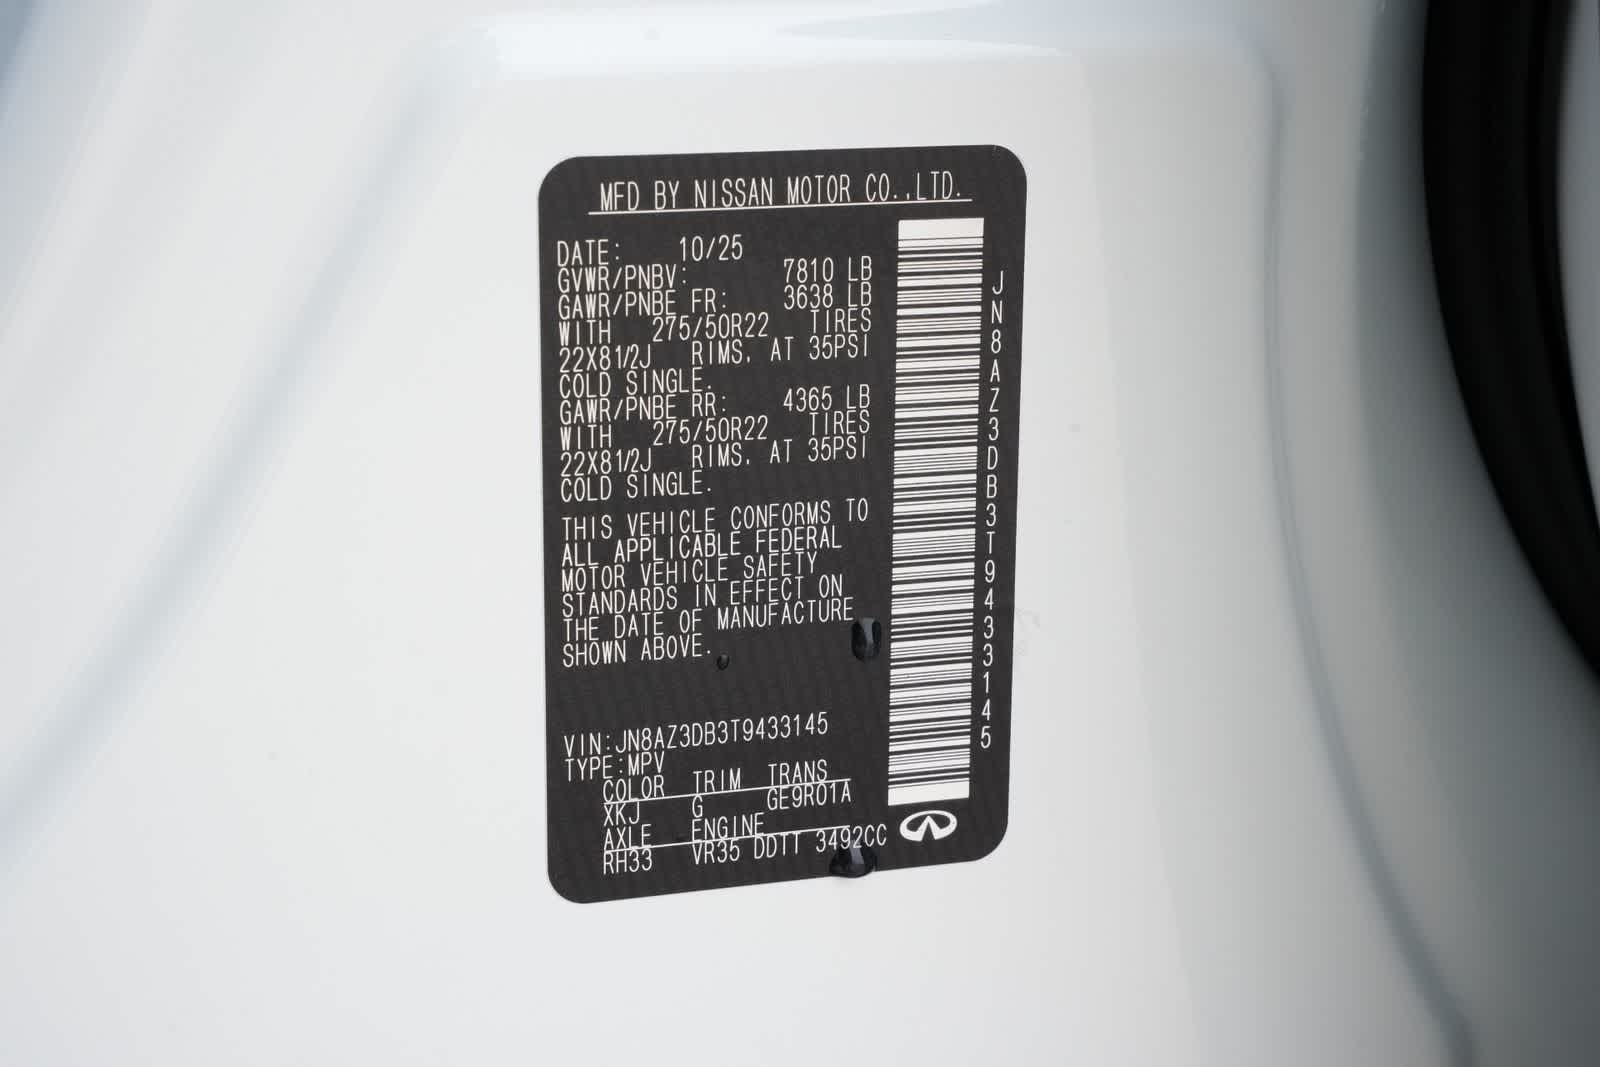 MFD BY NISSAN MOTOR CO.,LTD.
DATE: 10/25
GVWR/PNBV: 7810 LB
GAWR/PNBE FR: 3638 LB
WITH 275/50R22 TIRES
22X81/2J RIMS, AT 35PSI
COLD SINGLE.
GAWR/PNBE RR: 4365 LB
WITH 275/50R22 TIRES
22X81/2J RIMS, AT 35PSI
COLD SINGLE.
THIS VEHICLE CONFORMS TO
ALL APPLICABLE FEDERAL
MOTOR VEHICLE SAFETY
STANDARDS IN EFFECT ON
THE DATE OF MANUFACTURE
SHOWN ABOVE.
VIN:JN8AZ3DB3T9433145
TYPE:MPV
COLOR TRIM TRANS
XKJ G GE9R01A
AXLE ENGINE
RH33 VR35 DDTT 3492CC
JN8AZ3DB3T9433145